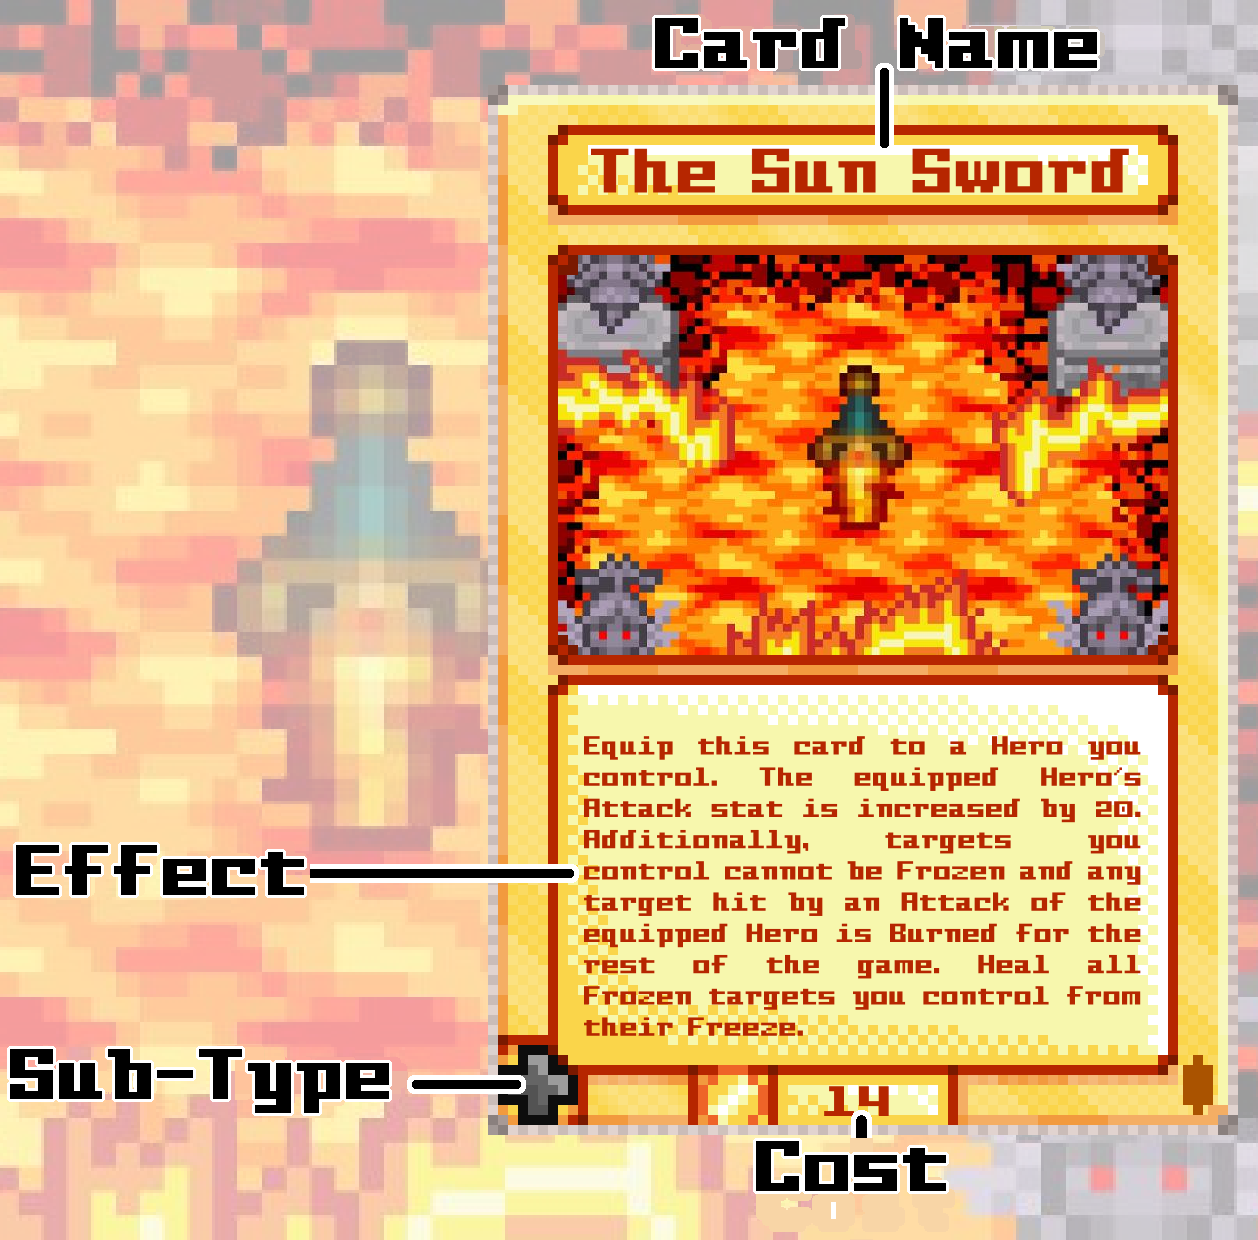 Card Name
The Sun Sword
Equip this card to a Hero you
control. The equipped Hero's
Attack stat is increased by 20.
Additionally, targets you
control cannot be Frozen and any
target hit by an Attack of the
equipped Hero is Burned for the
rest of the game. Heal all
Frozen targets you control from
their Freeze.
Effect
Sub-Type
14
Cost